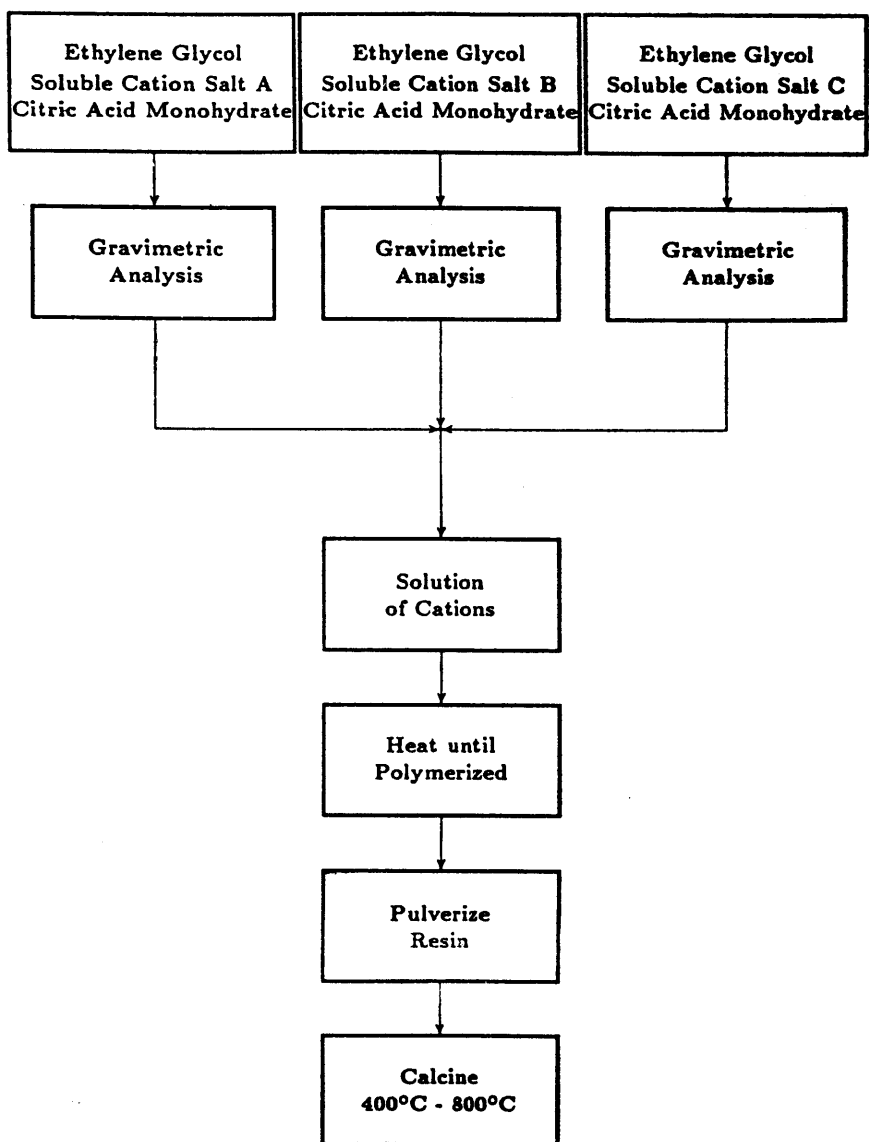 Ethylene Glycol
Soluble Cation Salt A
Citric Acid Monohydrate
Ethylene Glycol
Soluble Cation Salt B
Citric Acid Monohydrate
Ethylene Glycol
Soluble Cation Salt C
Citric Acid Monohydrate
Gravimetric
Analysis
Gravimetric
Analysis
Gravimetric
Analysis
Solution
of Cations
Heat until
Polymerized
Pulverize
Resin
Calcine
400°C - 800°C